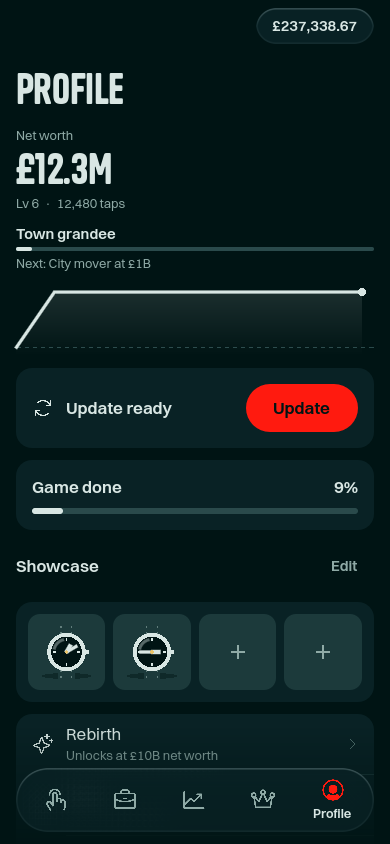 £237,338.67
PROFILE
Net worth
£12.3M
Lv 6 · 12,480 taps
Town grandee
Next: City mover at £1B
Update ready
Update
Game done
9%
Showcase
Edit
Rebirth
Unlocks at £10B net worth
Profile